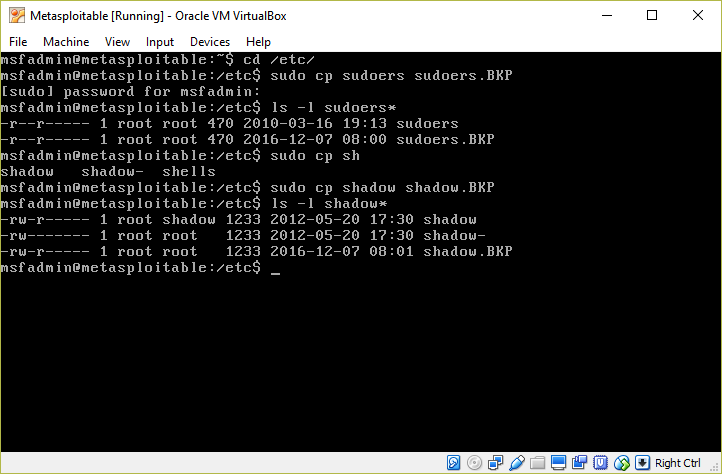 Metasploitable [Running] - Oracle VM VirtualBox
File Machine View Input Devices Help
msfadmin@metasploitable:~$ cd /etc/
msfadmin@metasploitable:/etc$ sudo cp sudoers sudoers.BKP
[sudo] password for msfadmin:
msfadmin@metasploitable:/etc$ ls -l sudoers*
-r--r----- 1 root root 470 2010-03-16 19:13 sudoers
-r--r----- 1 root root 470 2016-12-07 08:00 sudoers.BKP
msfadmin@metasploitable:/etc$ sudo cp sh
shadow   shadow-  shells
msfadmin@metasploitable:/etc$ sudo cp shadow shadow.BKP
msfadmin@metasploitable:/etc$ ls -l shadow*
-rw-r----- 1 root shadow 1233 2012-05-20 17:30 shadow
-rw------- 1 root root   1233 2012-05-20 17:30 shadow-
-rw-r----- 1 root root   1233 2016-12-07 08:01 shadow.BKP
msfadmin@metasploitable:/etc$ _
Right Ctrl